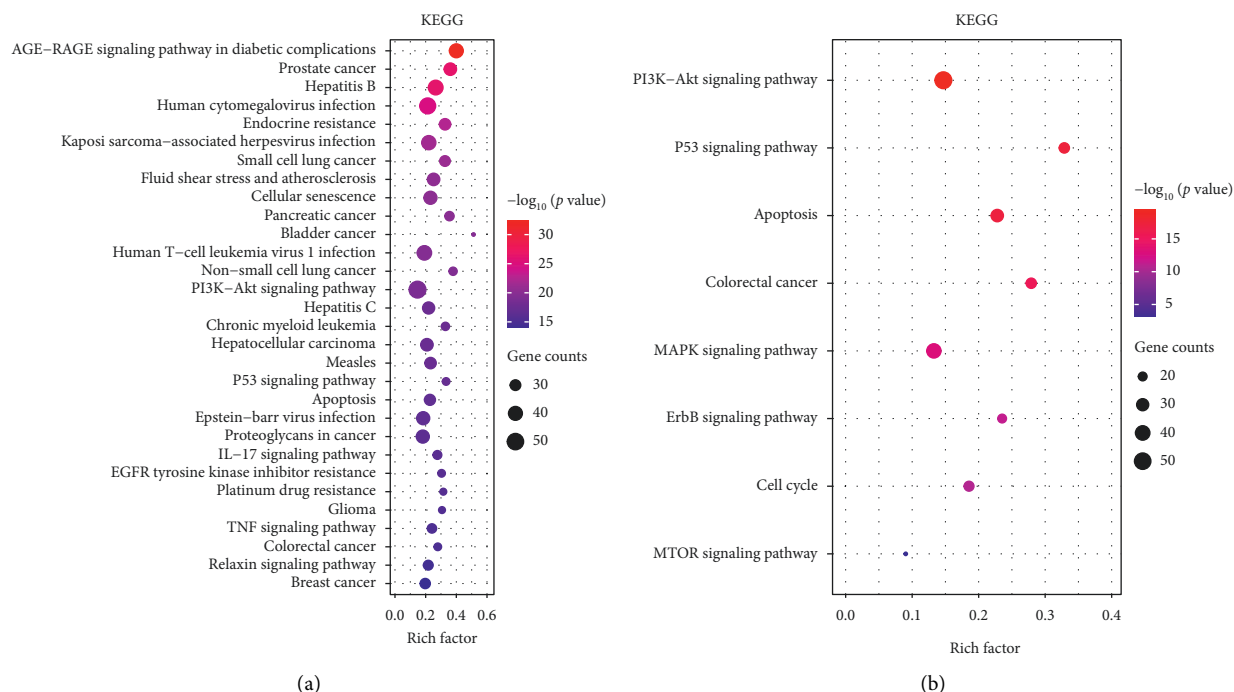 KEGG
AGE–RAGE signaling pathway in diabetic complications
Prostate cancer
Hepatitis B
Human cytomegalovirus infection
Endocrine resistance
Kaposi sarcoma–associated herpesvirus infection
Small cell lung cancer
Fluid shear stress and atherosclerosis
Cellular senescence
Pancreatic cancer
Bladder cancer
Human T–cell leukemia virus 1 infection
Non–small cell lung cancer
PI3K–Akt signaling pathway
Hepatitis C
Chronic myeloid leukemia
Hepatocellular carcinoma
Measles
P53 signaling pathway
Apoptosis
Epstein–barr virus infection
Proteoglycans in cancer
IL–17 signaling pathway
EGFR tyrosine kinase inhibitor resistance
Platinum drug resistance
Glioma
TNF signaling pathway
Colorectal cancer
Relaxin signaling pathway
Breast cancer
0.0 0.2 0.4 0.6
Rich factor
–log10 (p value)
30
25
20
15
Gene counts
30
40
50
(a)
KEGG
PI3K–Akt signaling pathway
P53 signaling pathway
Apoptosis
Colorectal cancer
MAPK signaling pathway
ErbB signaling pathway
Cell cycle
MTOR signaling pathway
0.0 0.1 0.2 0.3 0.4
Rich factor
–log10 (p value)
15
10
5
Gene counts
20
30
40
50
(b)